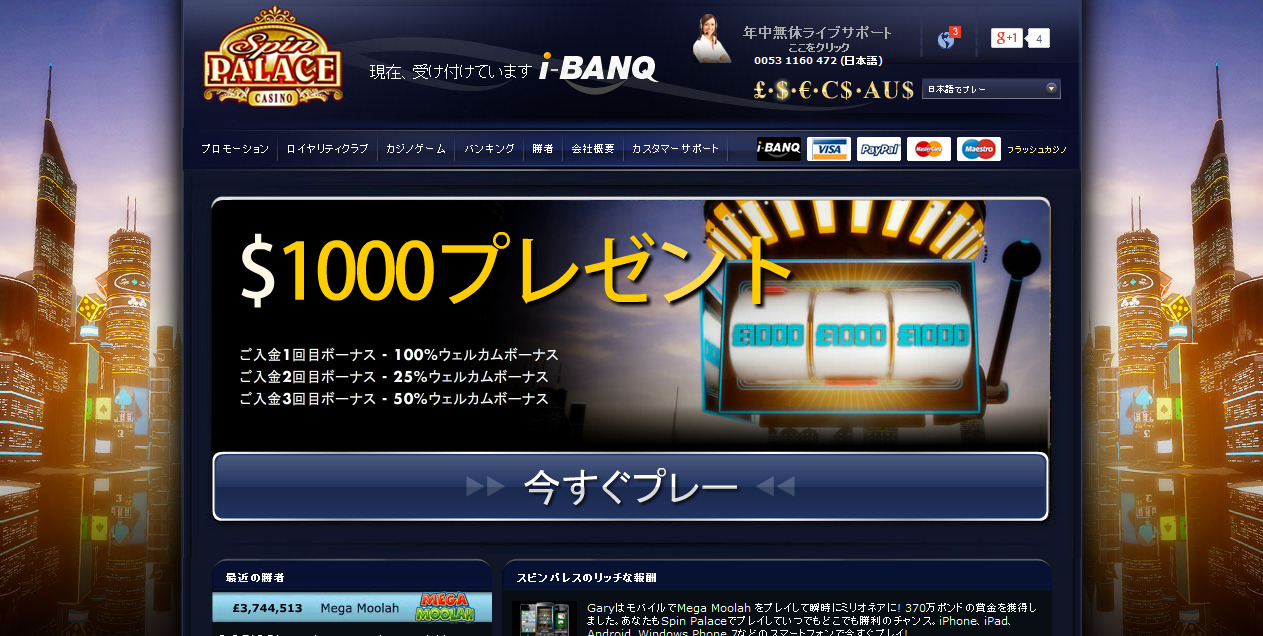 Spin
PALACE
CASINO
現在、受け付けています i-BANQ
年中無休ライブサポート
ここをクリック
0053 1160 472 (日本語)
3
g+1
4
£·$·€·C$·AU$
日本語でプレー
プロモーション
ロイヤリティクラブ
カジノゲーム
バンキング
勝者
会社概要
カスタマーサポート
i-BANQ
VISA
PayPal
MasterCard
Maestro
フラッシュカジノ
$1000プレゼント
£1000 £1000 £1000
ご入金1回目ボーナス - 100%ウェルカムボーナス
ご入金2回目ボーナス - 25%ウェルカムボーナス
ご入金3回目ボーナス - 50%ウェルカムボーナス
今すぐプレー
最近の勝者
£3,744,513 Mega Moolah
MEGA
MOOLAH
スピンパレスのリッチな報酬
GaryはモバイルでMega Moolah をプレイして瞬時にミリオネアに! 370万ポンドの賞金を獲得し
ました。あなたもSpin Palaceでプレイしていつでもどこでも勝利のチャンス。iPhone、iPad、
Android、Windows Phone 7などのスマートフォンで今すぐプレイ!